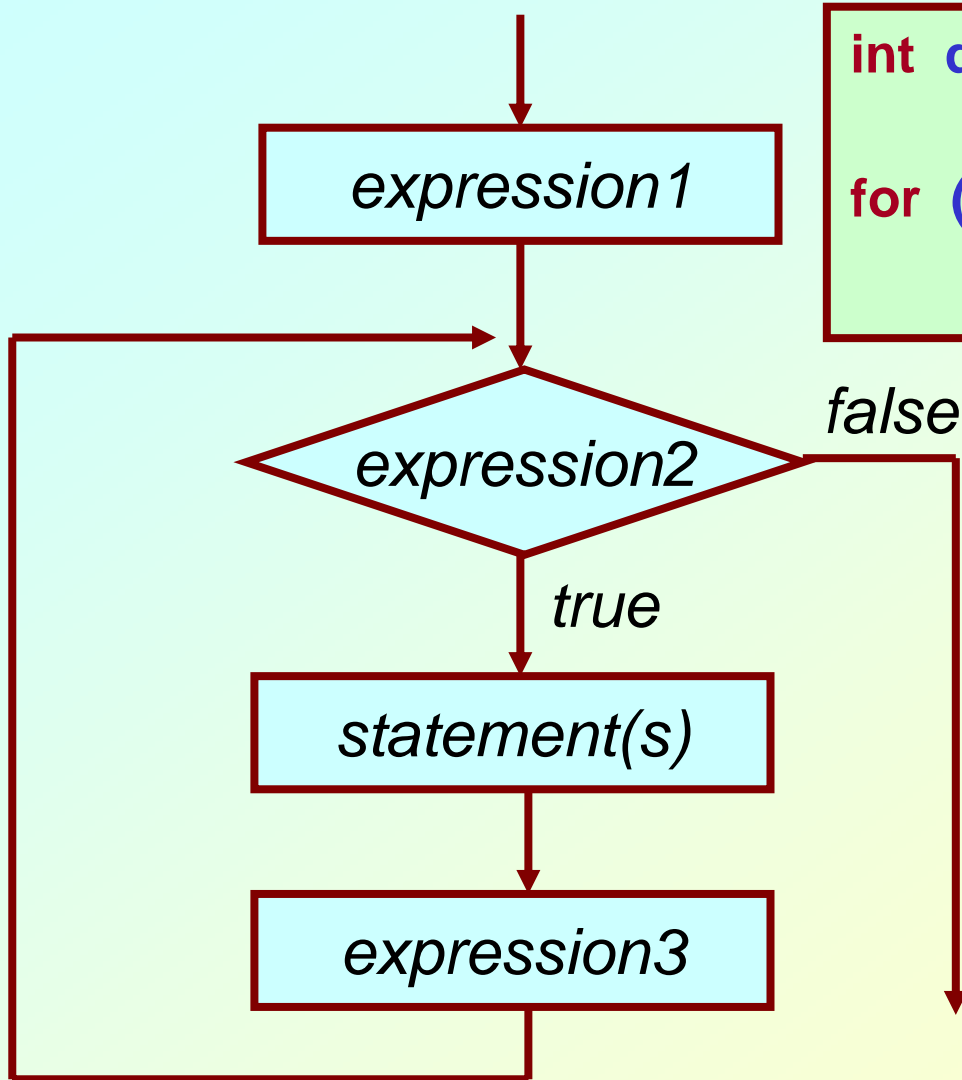 int
for (
expression1
false
expression2
true
statement(s)
expression3